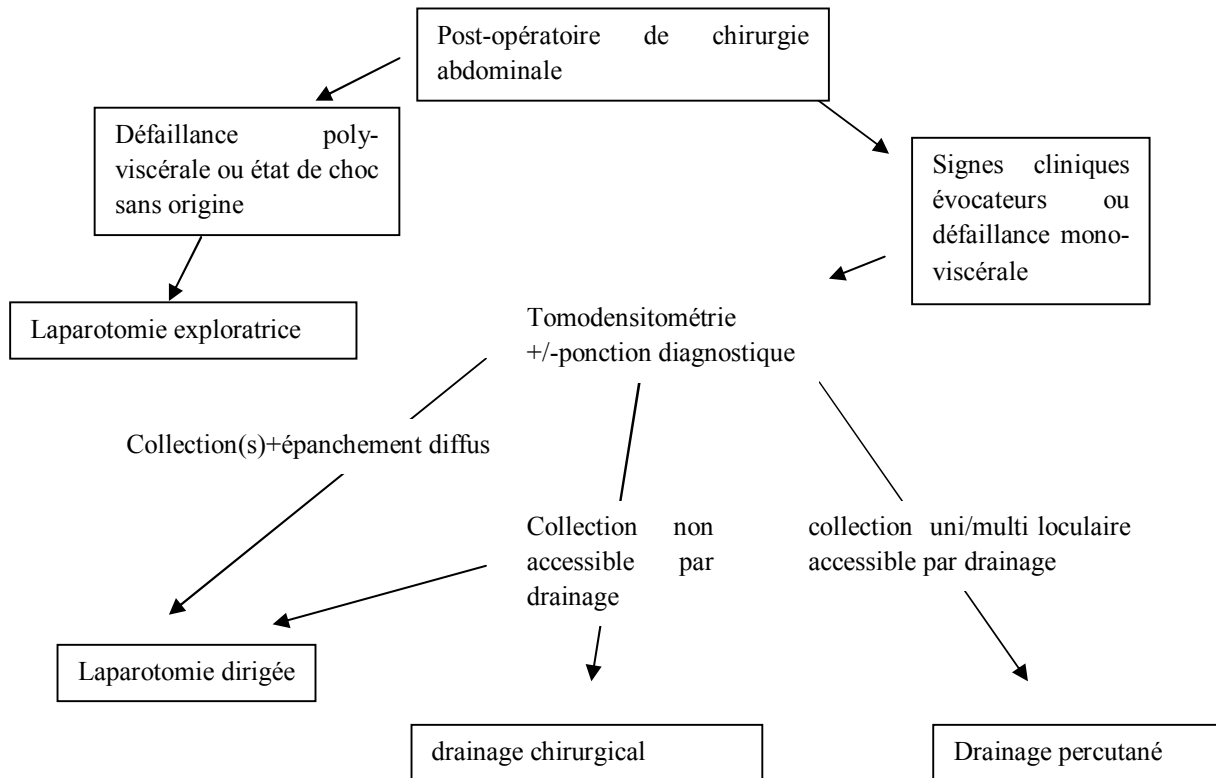 Post-opératoire de chirurgie
abdominale
Défaillance poly-
viscérale ou état de choc
sans origine
Signes cliniques
évocateurs ou
défaillance mono-
viscérale
Laparotomie exploratrice
Tomodensitométrie
+/-ponction diagnostique
Collection(s)+épanchement diffus
Collection non
accessible par
drainage
collection uni/multi loculaire
accessible par drainage
Laparotomie dirigée
drainage chirurgical
Drainage percutané